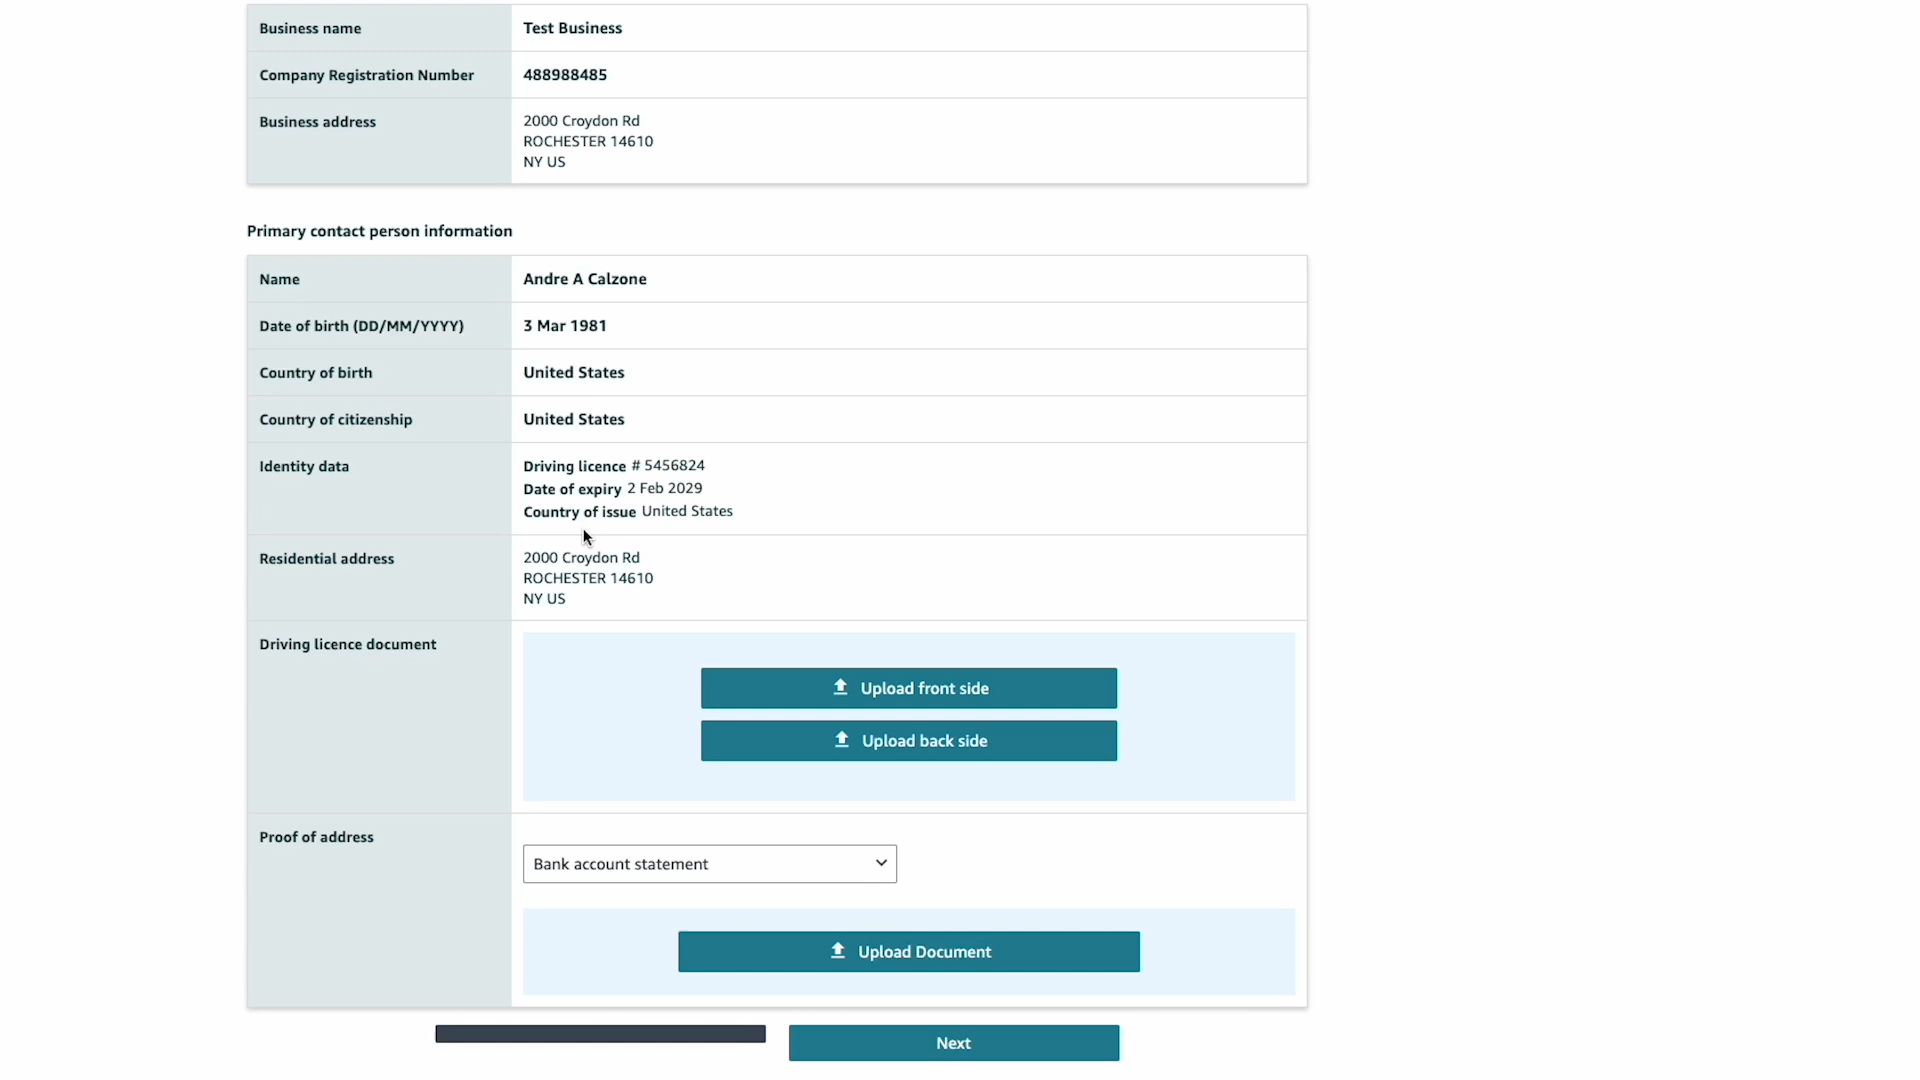 Business name
Test Business
Company Registration Number
488988485
Business address
2000 Croydon Rd
ROCHESTER 14610
NY US
Primary contact person information
Name
Andre A Calzone
Date of birth (DD/MM/YYYY)
3 Mar 1981
Country of birth
United States
Country of citizenship
United States
Identity data
Driving licence # 5456824
Date of expiry 2 Feb 2029
Country of issue United States
Residential address
2000 Croydon Rd
ROCHESTER 14610
NY US
Driving licence document
Upload front side
Upload back side
Proof of address
Bank account statement
Upload Document
Next